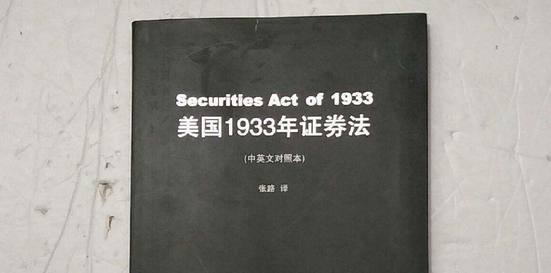 Securities Act of 1933
美国1933年证券法
(中英文对照本)
张路 译